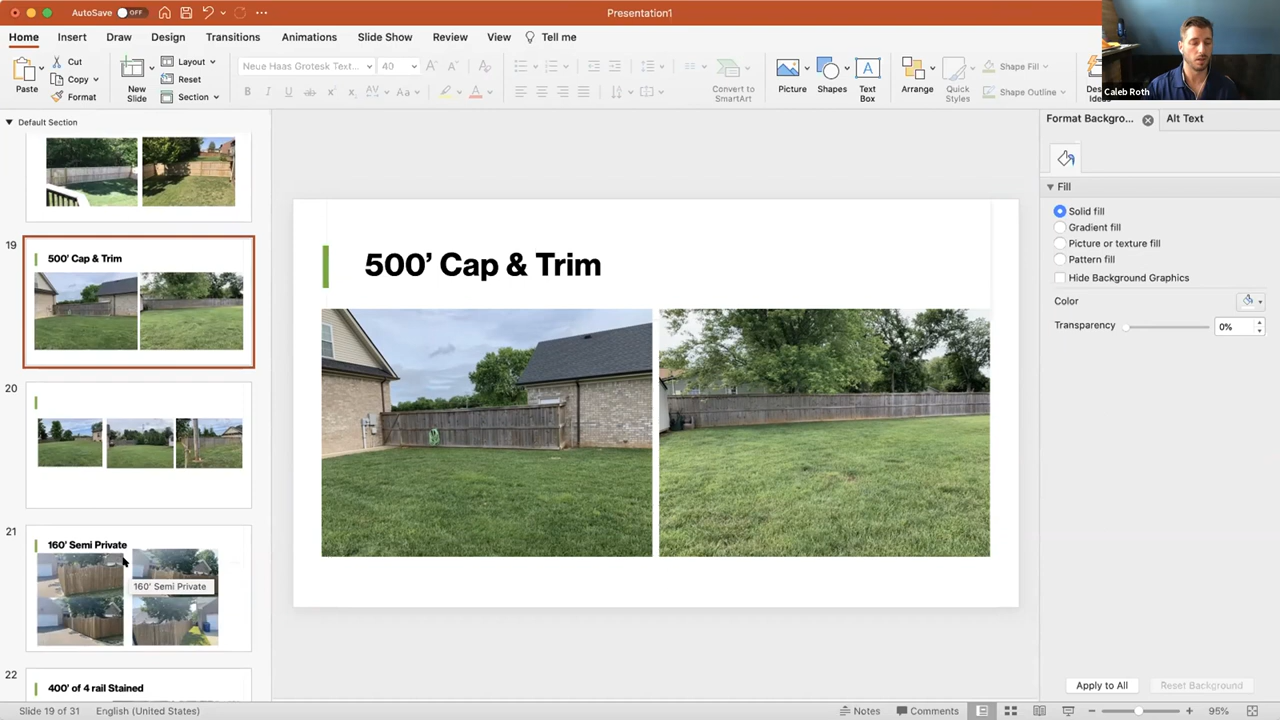 AutoSave OFF
Presentation1
Home Insert Draw Design Transitions Animations Slide Show Review View Tell me
Paste
Cut
Copy
Format
New Slide
Layout
Reset
Section
Neue Haas Grotesk Text... 40
Convert to SmartArt
Picture
Shapes
Text Box
Arrange
Quick Styles
Shape Fill
Shape Outline
Caleb Roth
Default Section
Format Backgro...
Alt Text
Fill
Solid fill
Gradient fill
Picture or texture fill
Pattern fill
Hide Background Graphics
Color
Transparency 0%
19
500’ Cap & Trim
20
21
160' Semi Private
160' Semi Private
22
400' of 4 rail Stained
500’ Cap & Trim
Apply to All
Reset Background
Slide 19 of 31
English (United States)
Notes
Comments
95%